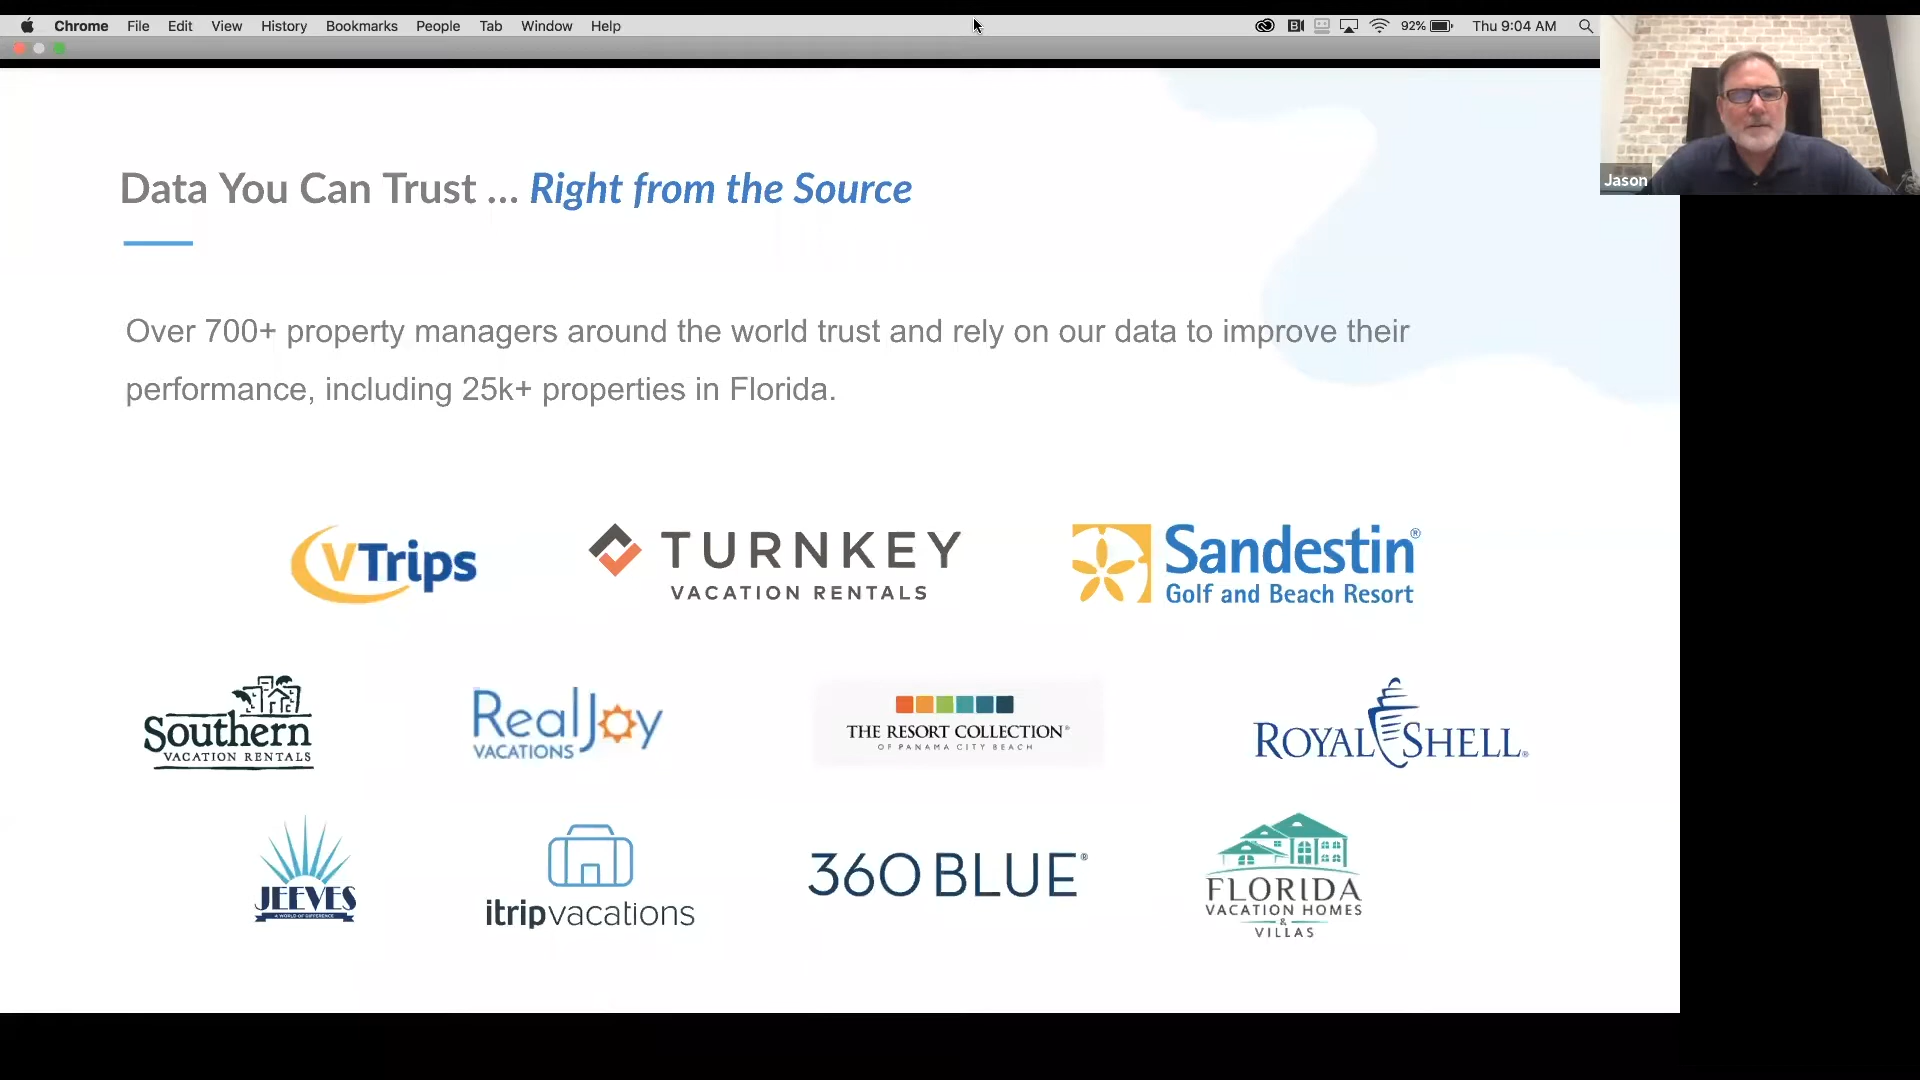 Chrome File Edit View History Bookmarks People Tab Window Help 92% Thu 9:04 AM
Jason
Data You Can Trust ... Right from the Source
Over 700+ property managers around the world trust and rely on our data to improve their
performance, including 25k+ properties in Florida.
VTrips
TURNKEY
VACATION RENTALS
Sandestin®
Golf and Beach Resort
Southern
VACATION RENTALS
RealJoy
VACATIONS
THE RESORT COLLECTION®
OF PANAMA CITY BEACH
ROYAL SHELL®
JEEVES
A WORLD OF DIFFERENCE
itripvacations
360 BLUE®
FLORIDA
VACATION HOMES
&
VILLAS